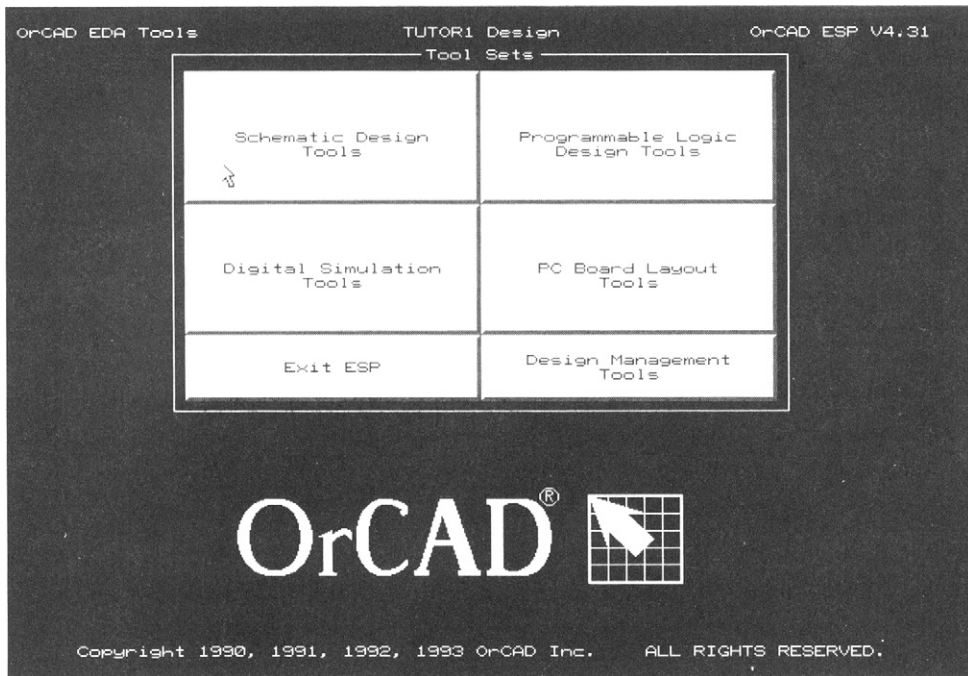 OrCAD EDA Tools
TUTOR1 Design
OrCAD ESP V4.31
Tool Sets
Schematic Design
Tools
Programmable Logic
Design Tools
Digital Simulation
Tools
PC Board Layout
Tools
Exit ESP
Design Management
Tools
OrCAD®
Copyright 1990, 1991, 1992, 1993 OrCAD Inc. ALL RIGHTS RESERVED.